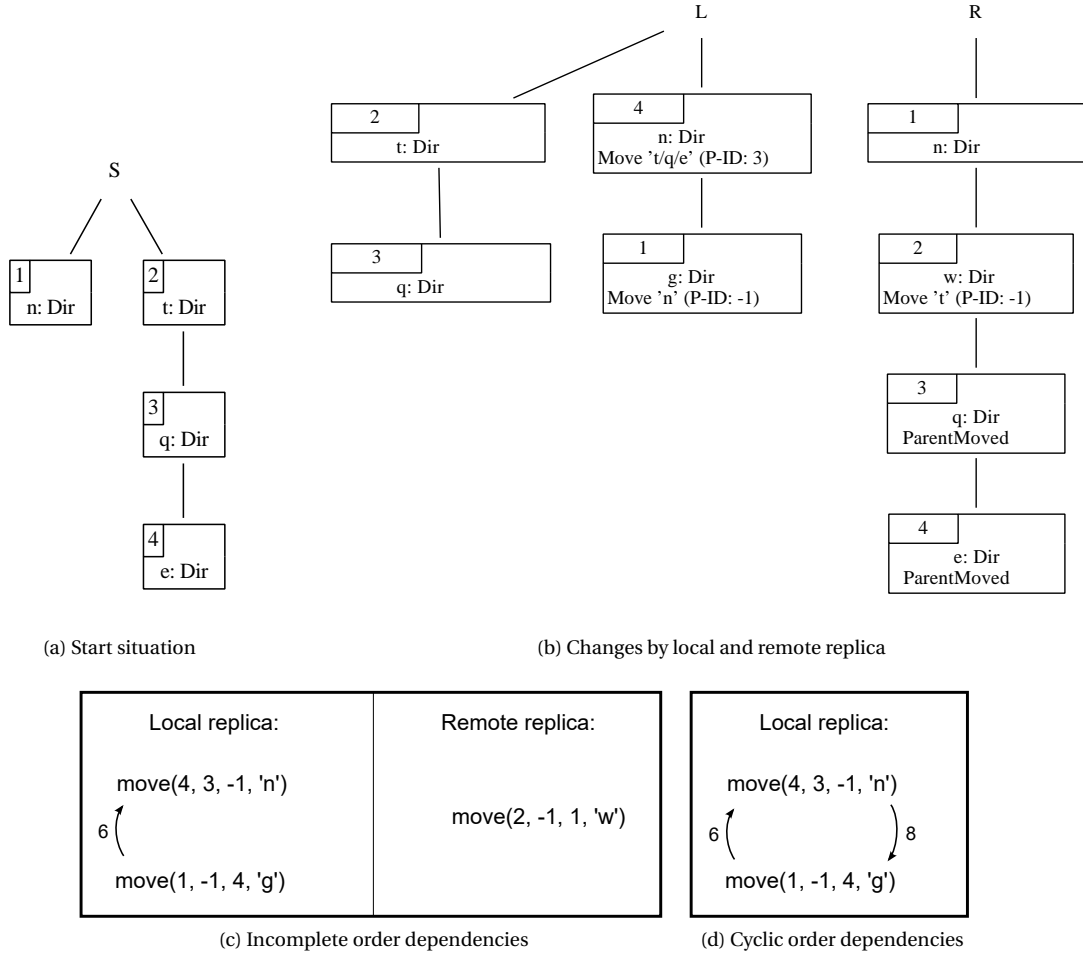 S
1
n: Dir
2
t: Dir
3
q: Dir
4
e: Dir
L
2
t: Dir
3
q: Dir
4
n: Dir
Move 't/q/e' (P-ID: 3)
1
g: Dir
Move 'n' (P-ID: -1)
R
1
n: Dir
2
w: Dir
Move 't' (P-ID: -1)
3
q: Dir
ParentMoved
4
e: Dir
ParentMoved
(a) Start situation
(b) Changes by local and remote replica
Local replica:
move(4, 3, -1, 'n')
6
move(1, -1, 4, 'g')
Remote replica:
move(2, -1, 1, 'w')
Local replica:
move(4, 3, -1, 'n')
6
8
move(1, -1, 4, 'g')
(c) Incomplete order dependencies
(d) Cyclic order dependencies